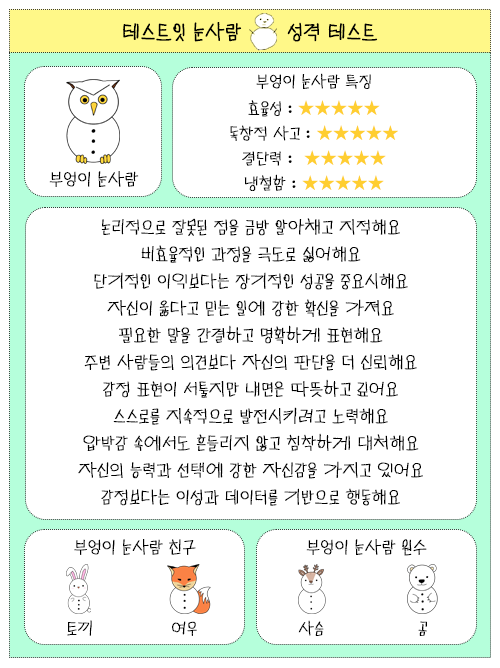 테스트잇 눈사람 성격 테스트
부엉이 눈사람
부엉이 눈사람 특징
효율성 : ★★★★★
독창적 사고 : ★★★★★
결단력 : ★★★★★
냉철함 : ★★★★★
논리적으로 잘못된 점을 금방 알아채고 지적해요
비효율적인 과정을 극도로 싫어해요
단기적인 이익보다는 장기적인 성공을 중요시해요
자신이 옳다고 믿는 일에 강한 확신을 가져요
필요한 말을 간결하고 명확하게 표현해요
주변 사람들의 의견보다 자신의 판단을 더 신뢰해요
감정 표현이 서툴지만 내면은 따뜻하고 깊어요
스스로를 지속적으로 발전시키려고 노력해요
압박감 속에서도 흔들리지 않고 침착하게 대처해요
자신의 능력과 선택에 강한 자신감을 가지고 있어요
감정보다는 이성과 데이터를 기반으로 행동해요
부엉이 눈사람 친구
토끼 여우
부엉이 눈사람 원수
사슴 곰